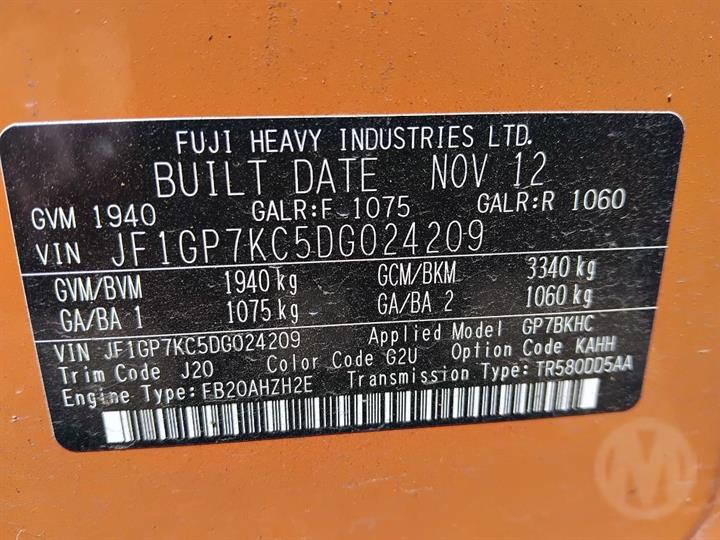 FUJI HEAVY INDUSTRIES LTD.
BUILT DATE NOV 12
GVM 1940 GALR:F 1075 GALR:R 1060
VIN JF1GP7KC5DG024209
GVM/BVM 1940 kg GCM/BKM 3340 kg
GA/BA 1 1075 kg GA/BA 2 1060 kg
VIN JF1GP7KC5DG024209 Applied Model GP7BKHC
Trim Code J20 Color Code G2U Option Code KAHH
Engine Type: FB20AHZH2E Transmission Type: TR580DD5AA
M